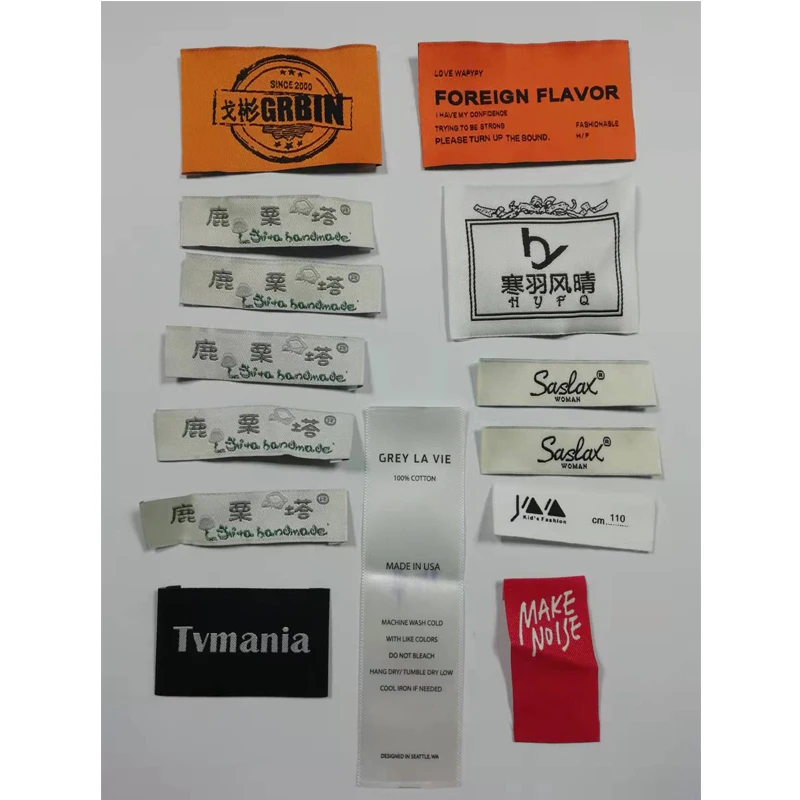 SINCE 2000
戈彬GRBIN
LOVE WAPYPY
FOREIGN FLAVOR
I HAVE MY DONFIDENCE
TRYING TO BE STRONG
FASHIONABLE
PLEASE TURN UP THE SOUND.
H/P
鹿栗塔®
handmade
鹿栗塔®
handmade
鹿栗塔®
handmade
鹿栗塔®
handmade
鹿栗塔®
handmade
hy
寒羽风晴
HYFQ
Saslax®
WOMAN
Saslax®
WOMAN
Kid's Fashion
cm 110
GREY LA VIE
100% COTTON
MADE IN USA
MACHINE WASH COLD
WITH LIKE COLORS
DO NOT BLEACH
HANG DRY/ TUMBLE DRY LOW
COOL IRON IF NEEDED
DESIGNED IN SEATTLE, WA
Tvmania
MAKE
NOISE